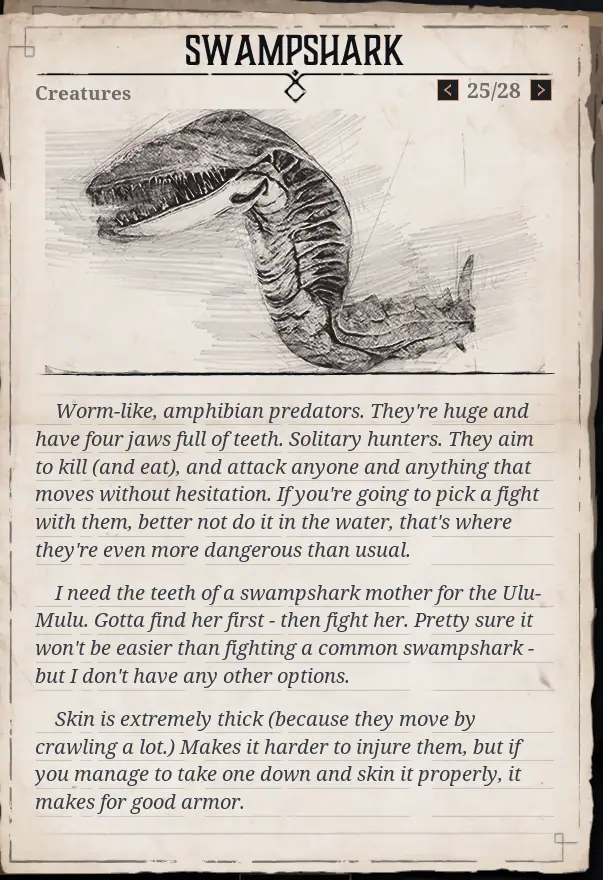 SWAMPSHARK
Creatures
< 25/28 >
Worm-like, amphibian predators. They're huge and
have four jaws full of teeth. Solitary hunters. They aim
to kill (and eat), and attack anyone and anything that
moves without hesitation. If you're going to pick a fight
with them, better not do it in the water, that's where
they're even more dangerous than usual.
I need the teeth of a swampshark mother for the Ulu-
Mulu. Gotta find her first - then fight her. Pretty sure it
won't be easier than fighting a common swampshark -
but I don't have any other options.
Skin is extremely thick (because they move by
crawling a lot.) Makes it harder to injure them, but if
you manage to take one down and skin it properly, it
makes for good armor.